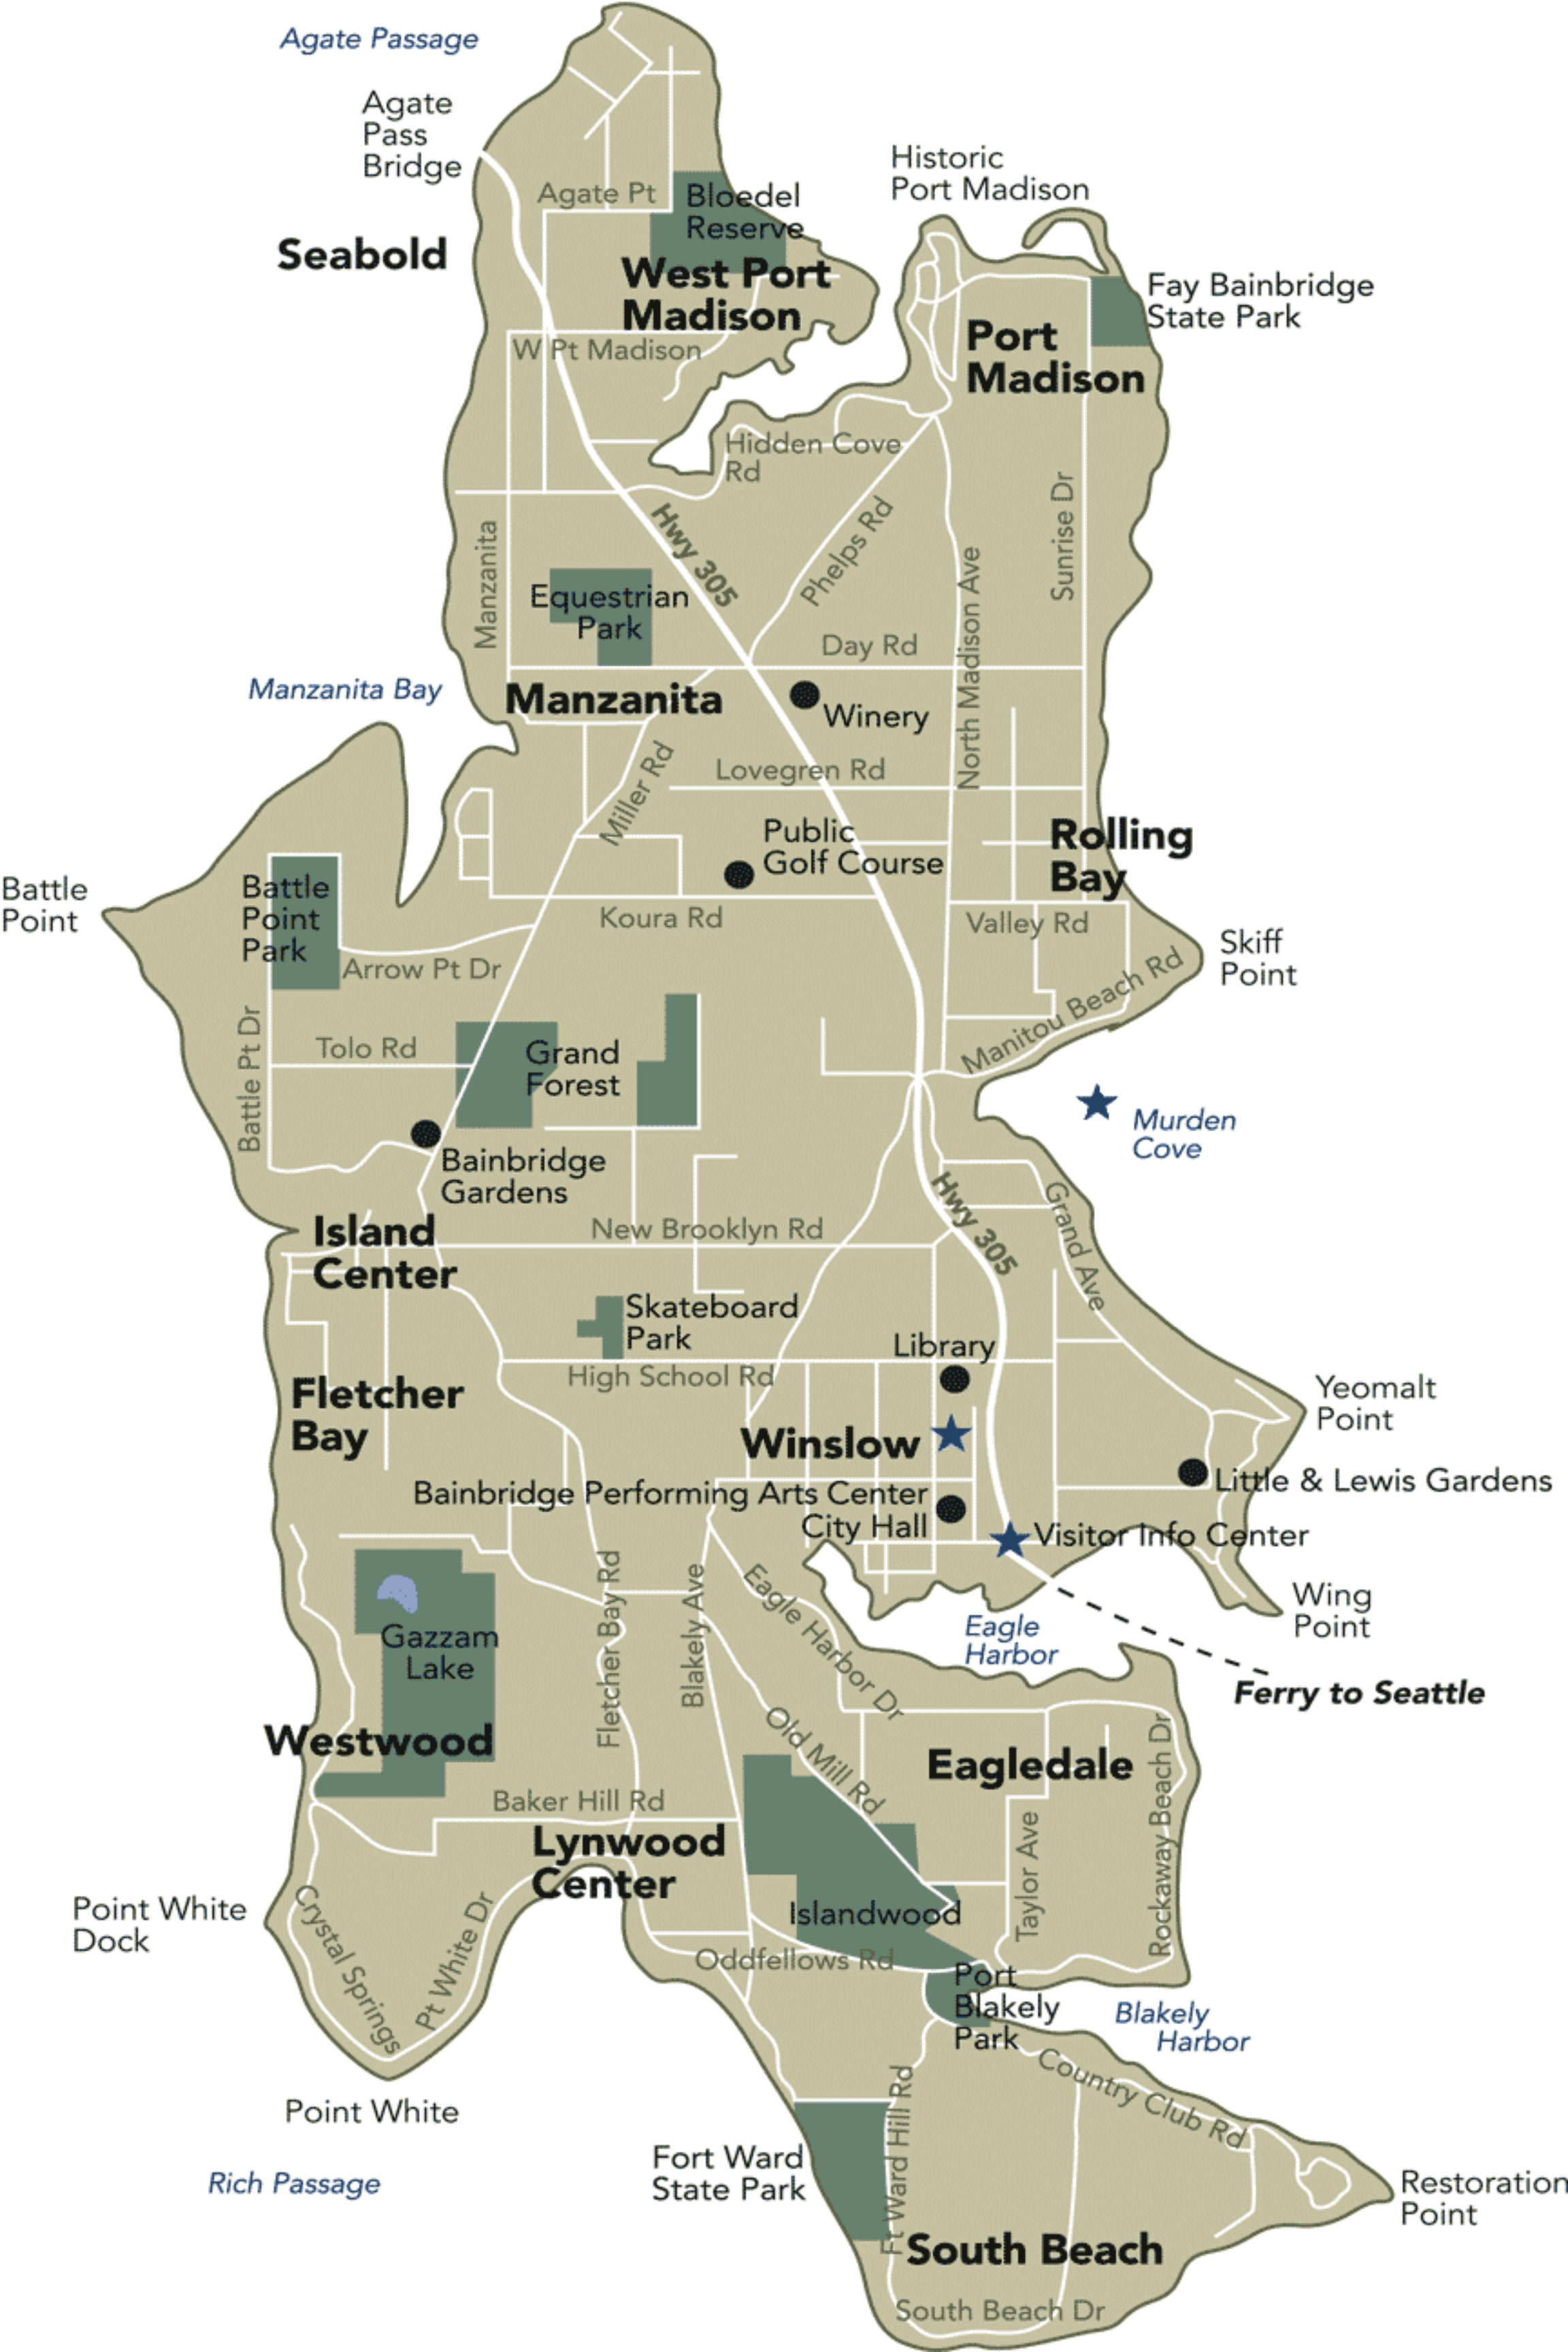 Agate Passage
Agate
Pass
Bridge
Historic
Port Madison
Agate Pt
Bloedel
Reserve
Seabold
West Port
Madison
Fay Bainbridge
State Park
Port
Madison
W Pt Madison
Hidden Cove
Rd
Hwy 305
Phelps Rd
Sunrise Dr
Manzanita
North Madison Ave
Equestrian
Park
Day Rd
Manzanita Bay
Manzanita
Winery
Miller Rd
Lovegren Rd
Public
Golf Course
Rolling
Bay
Battle
Point
Battle
Point
Park
Koura Rd
Valley Rd
Skiff
Point
Arrow Pt Dr
Manitou Beach Rd
Battle Pt Dr
Tolo Rd
Grand
Forest
Murden
Cove
Bainbridge
Gardens
Hwy 305
Grand Ave
Island
Center
New Brooklyn Rd
Skateboard
Park
Library
High School Rd
Fletcher
Bay
Yeomalt
Point
Winslow
Little & Lewis Gardens
Bainbridge Performing Arts Center
City Hall
Visitor Info Center
Fletcher Bay Rd
Blakely Ave
Eagle Harbor Dr
Wing
Point
Eagle
Harbor
Gazzam
Lake
Ferry to Seattle
Old Mill Rd
Westwood
Eagledale
Rockaway Beach Dr
Baker Hill Rd
Taylor Ave
Lynwood
Center
Point White
Dock
Crystal Springs
Pt White Dr
Islandwood
Oddfellows Rd
Port
Blakely
Park
Blakely
Harbor
Country Club Rd
Point White
Ft Ward Hill Rd
Fort Ward
State Park
Rich Passage
Restoration
Point
South Beach
South Beach Dr